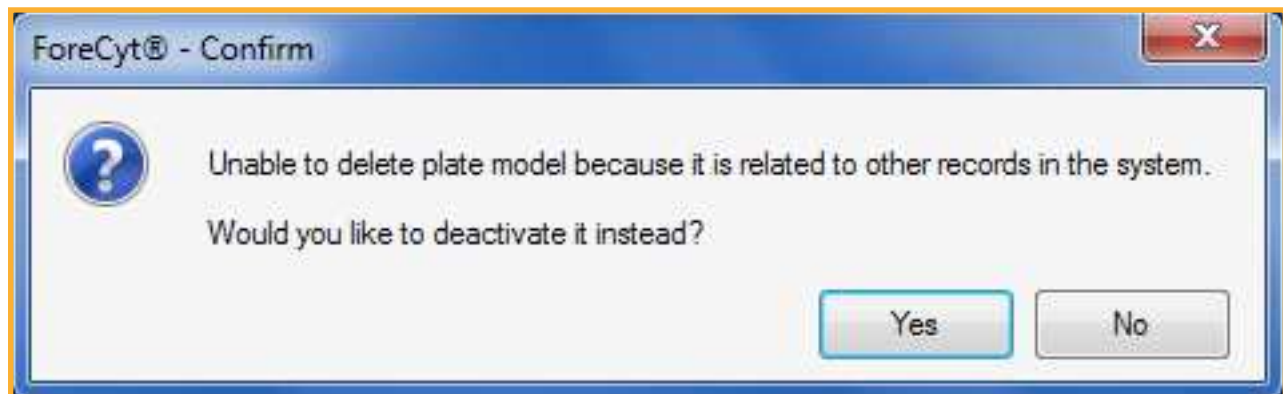 ForeCyt® - Confirm
Unable to delete plate model because it is related to other records in the system.
Would you like to deactivate it instead?
Yes No